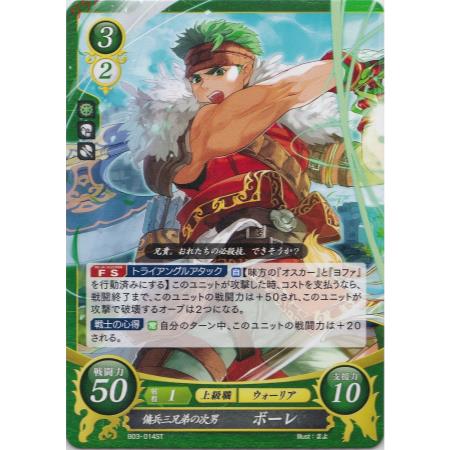 3
2
兄貴、おれたちの必殺技、できそうか?
FS トライアングルアタック 自【味方の『オスカー』と『ヨファ』
を行動済みにする】このユニットが攻撃した時、コストを支払うなら、
戦闘終了まで、このユニットの戦闘力は+50され、このユニットの
攻撃で破壊するオーブは2つになる。
戦士の心得 常 自分のターン中、このユニットの戦闘力は+20
される。
戦闘力
50
射程 1
上級職
ウォーリア
支援力
10
傭兵三兄弟の次男 ボーレ
B03-014ST
Illust:まよ